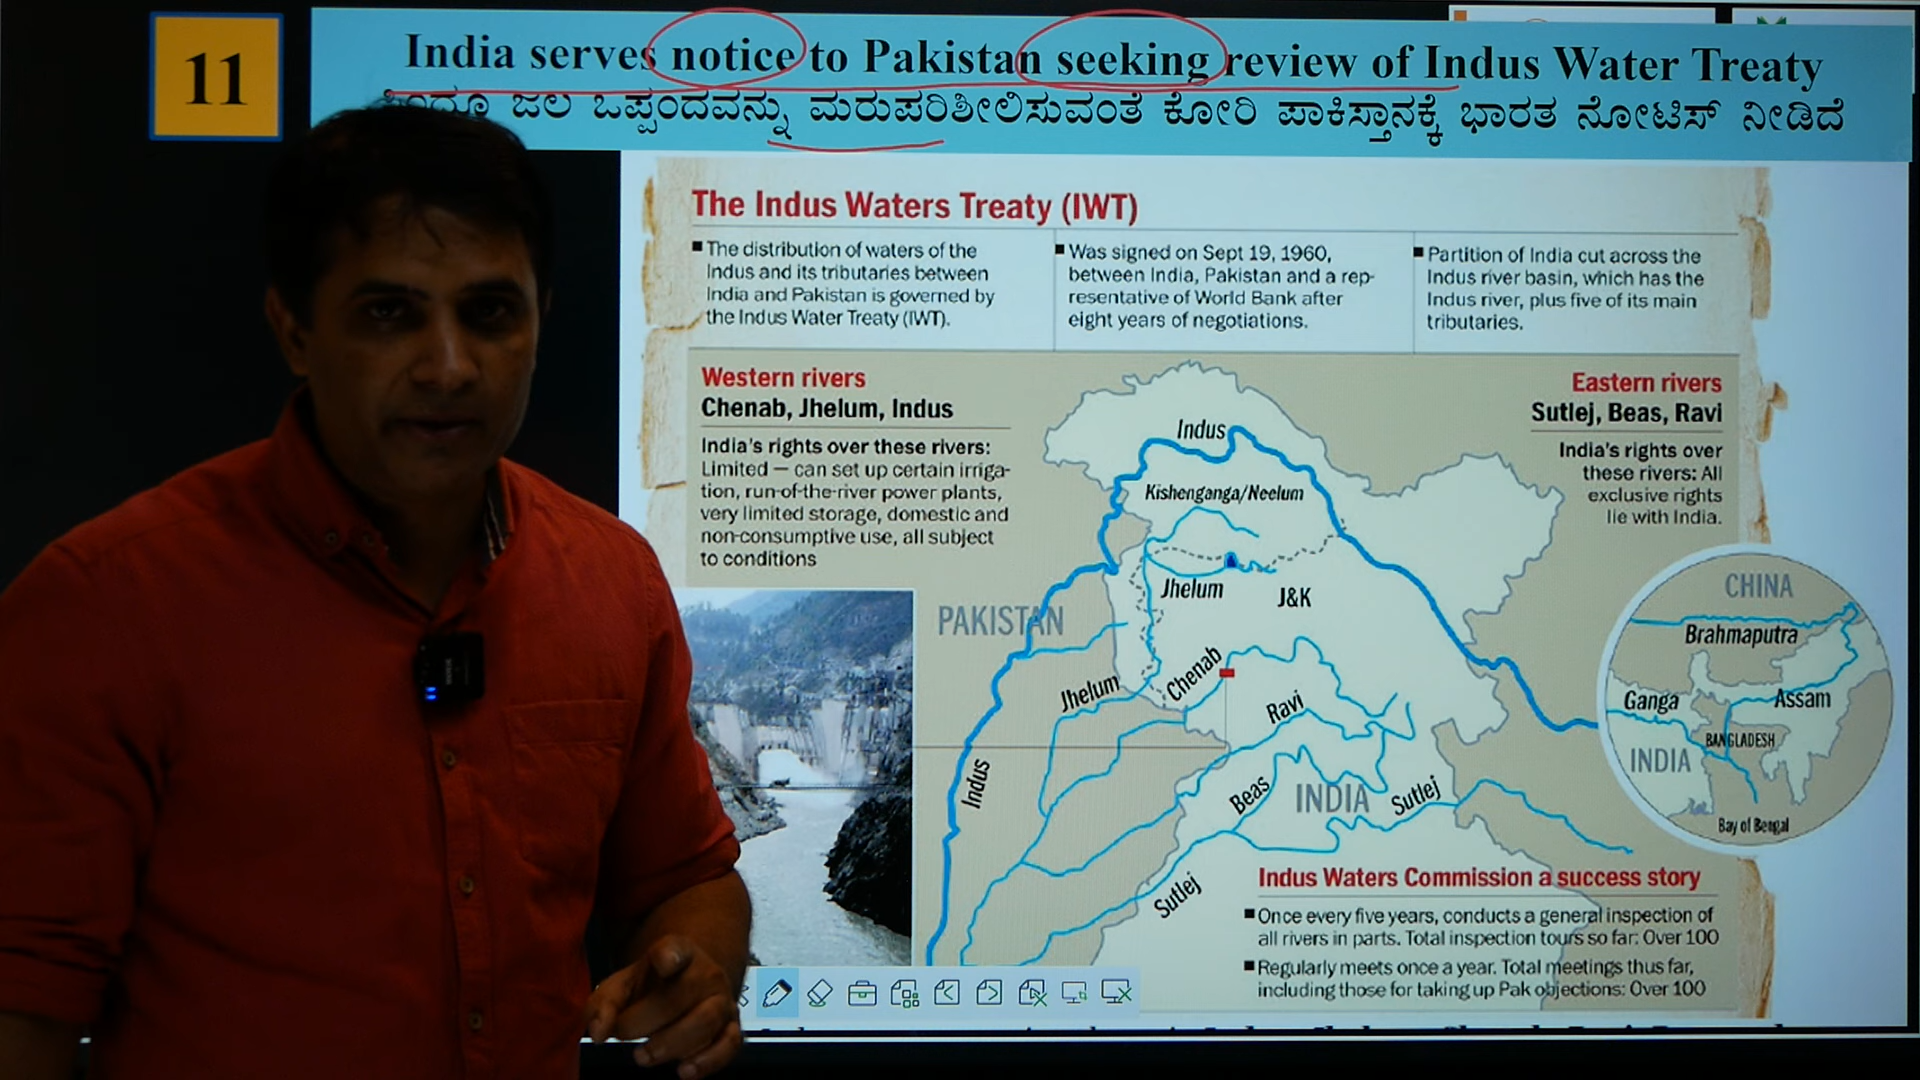 11
India serves notice to Pakistan seeking review of Indus Water Treaty
ಸಿಂಧೂ ಜಲ ಒಪ್ಪಂದವನ್ನು ಮರುಪರಿಶೀಲಿಸುವಂತೆ ಕೋರಿ ಪಾಕಿಸ್ತಾನಕ್ಕೆ ಭಾರತ ನೋಟಿಸ್ ನೀಡಿದೆ
The Indus Waters Treaty (IWT)
The distribution of waters of the
Indus and its tributaries between
India and Pakistan is governed by
the Indus Water Treaty (IWT).
Was signed on Sept 19, 1960,
between India, Pakistan and a rep-
resentative of World Bank after
eight years of negotiations.
Partition of India cut across the
Indus river basin, which has the
Indus river, plus five of its main
tributaries.
Western rivers
Chenab, Jhelum, Indus
India's rights over these rivers:
Limited — can set up certain irriga-
tion, run-of-the-river power plants,
very limited storage, domestic and
non-consumptive use, all subject
to conditions
Eastern rivers
Sutlej, Beas, Ravi
India's rights over
these rivers: All
exclusive rights
lie with India.
Indus
Kishenganga/Neelum
Jhelum
J&K
PAKISTAN
Jhelum
Chenab
Ravi
Indus
Beas
INDIA
Sutlej
Sutlej
CHINA
Brahmaputra
Ganga
Assam
BANGLADESH
INDIA
Bay of Bengal
Indus Waters Commission a success story
Once every five years, conducts a general inspection of
all rivers in parts. Total inspection tours so far: Over 100
Regularly meets once a year. Total meetings thus far,
including those for taking up Pak objections: Over 100